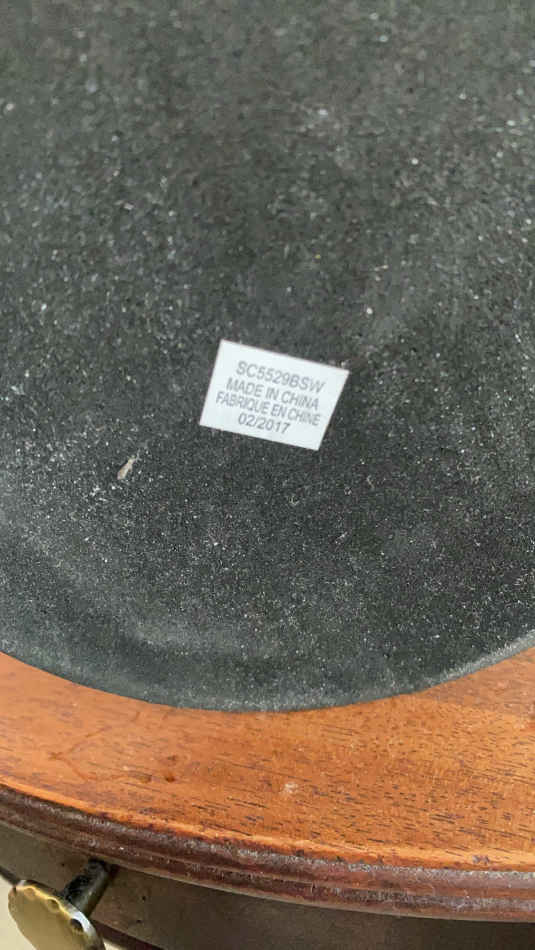 SC5529BSW
MADE IN CHINA
FABRIQUE EN CHINE
02/2017